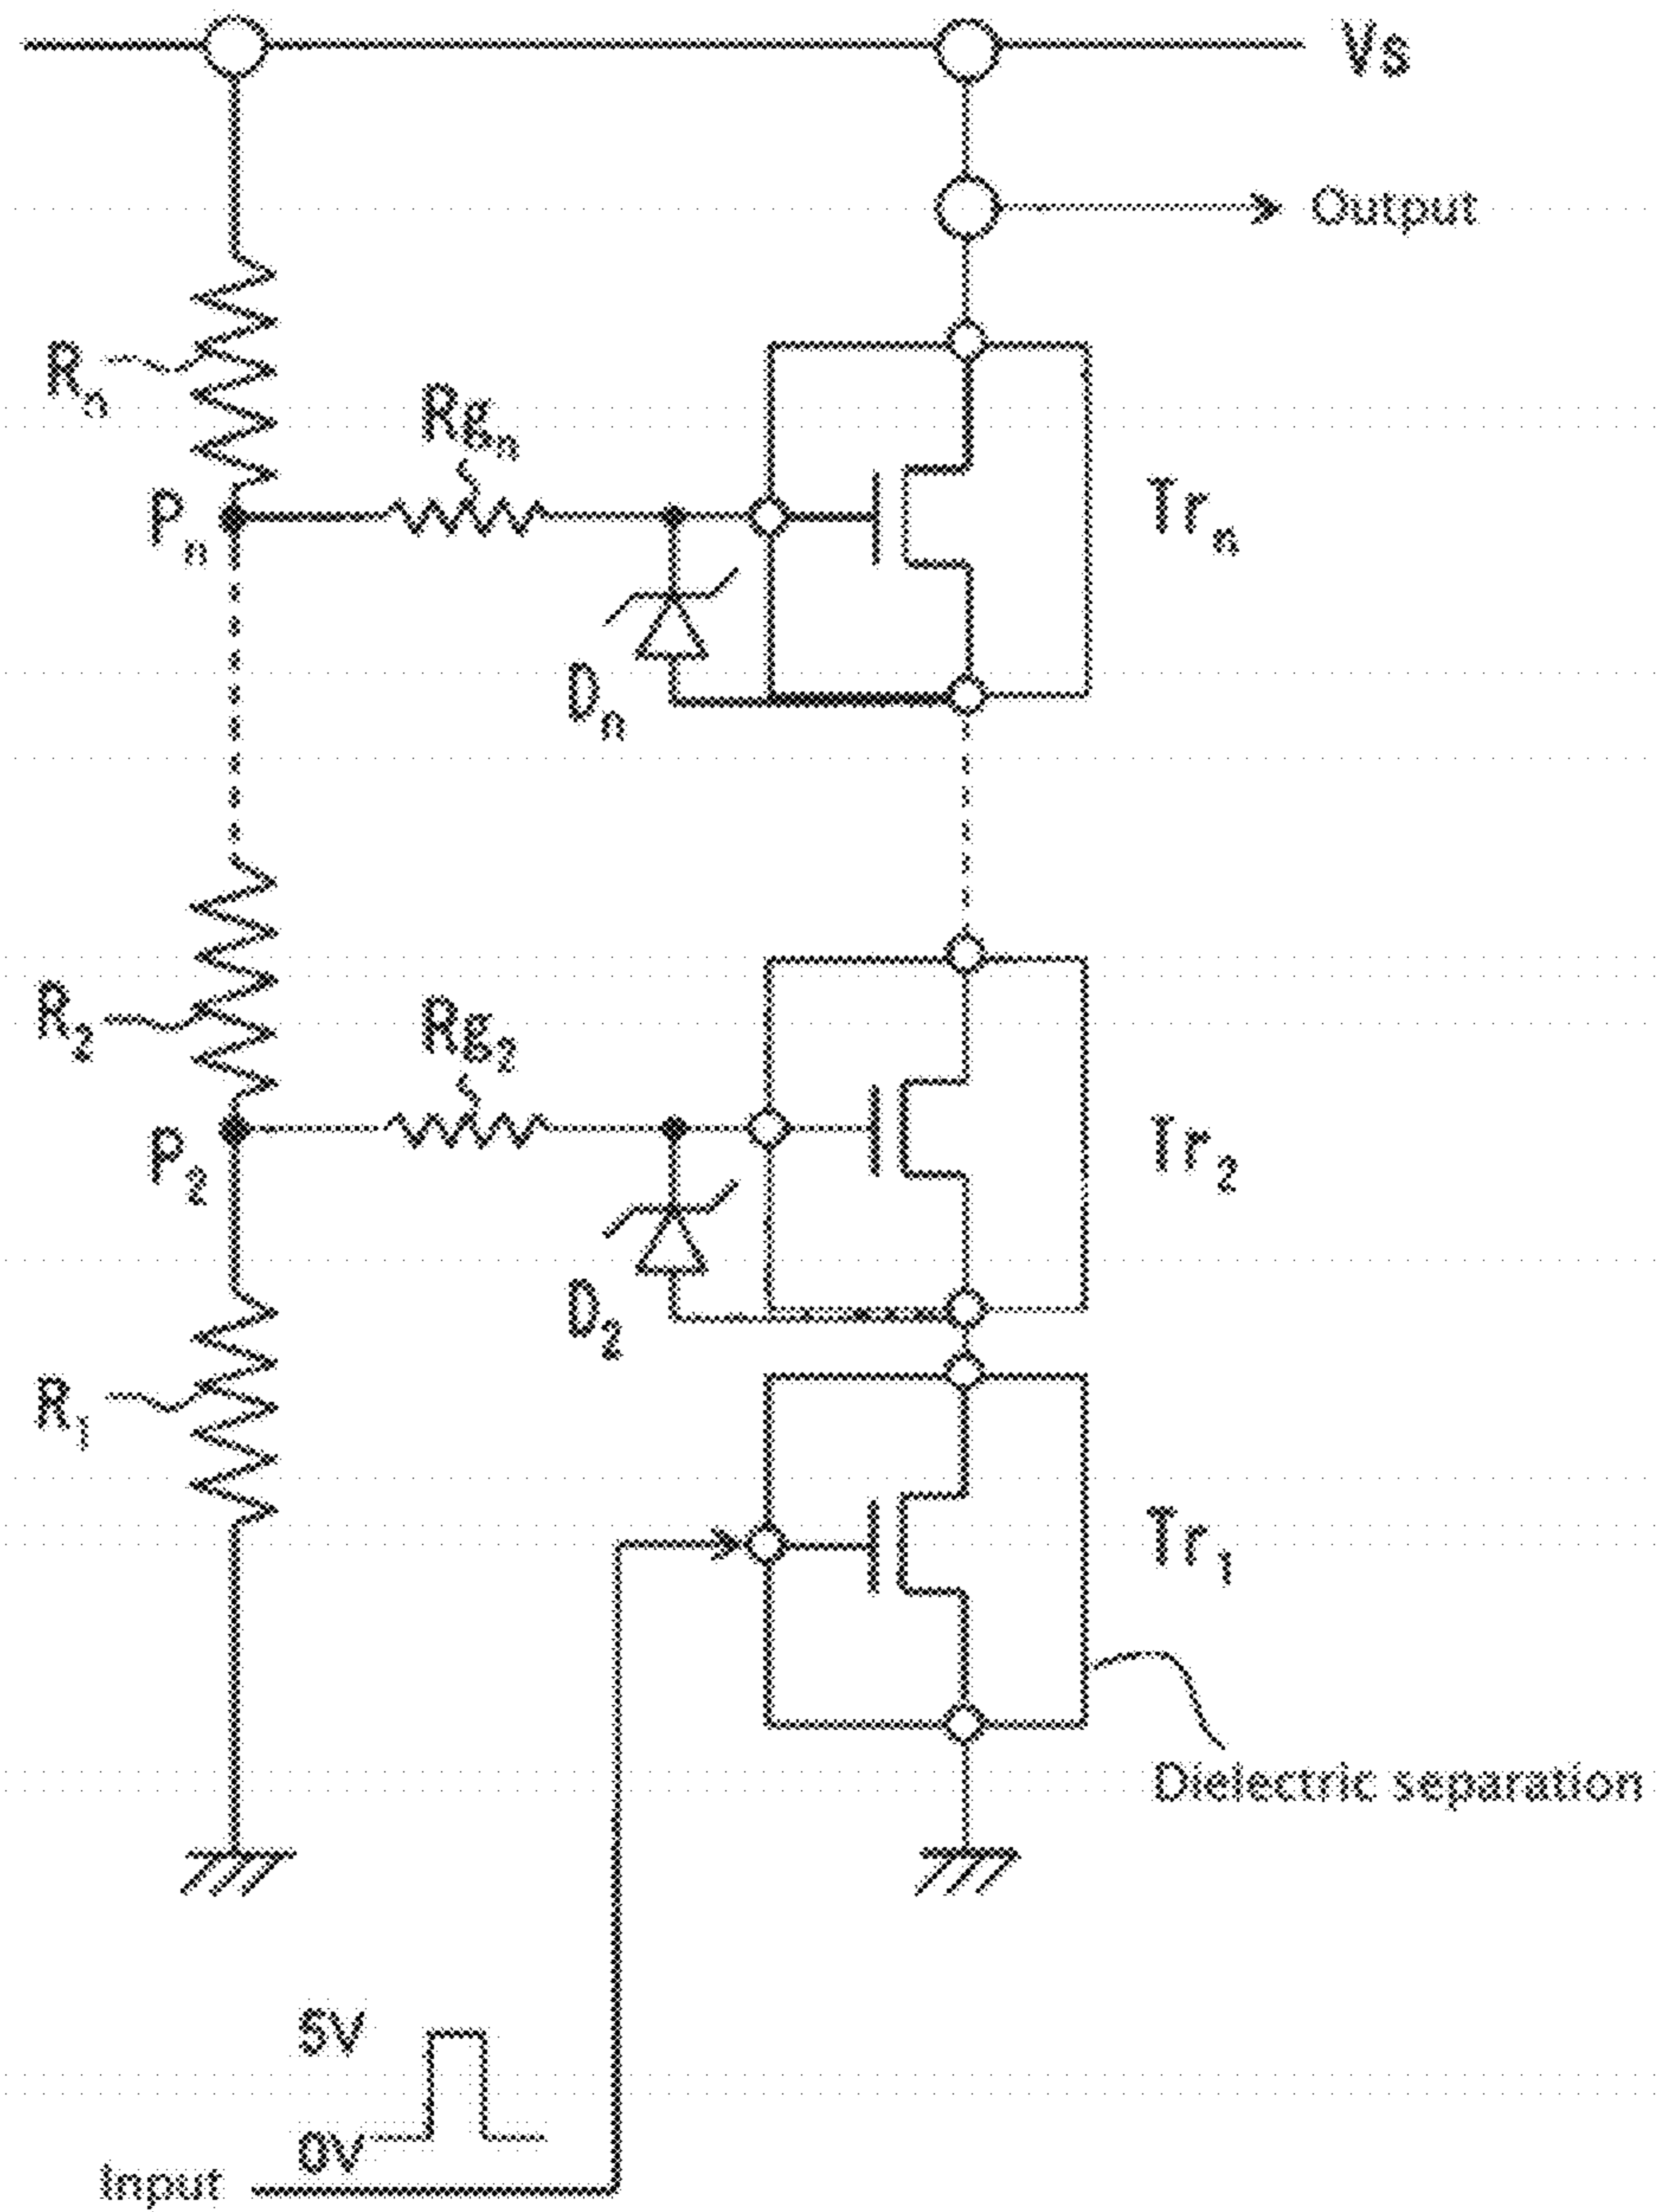 Vs
Output
Rn
Rgn
Pn
Trn
Dn
R2
Rg2
P2
Tr2
D2
R1
Tr1
Dielectric separation
5V
0V
Input